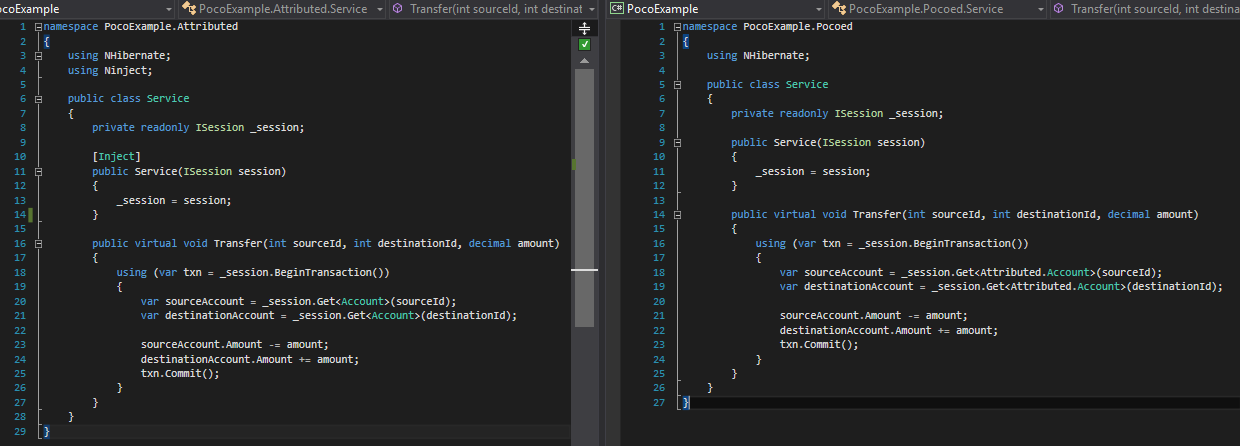 ocoExample PocoExample.Attributed.Service Transfer(int sourceId, int destinat
1 namespace PocoExample.Attributed
2 {
3 using NHibernate;
4 using Ninject;
5
6 public class Service
7 {
8 private readonly ISession _session;
9
10 [Inject]
11 public Service(ISession session)
12 {
13 _session = session;
14 }
15
16 public virtual void Transfer(int sourceId, int destinationId, decimal amount)
17 {
18 using (var txn = _session.BeginTransaction())
19 {
20 var sourceAccount = _session.Get<Account>(sourceId);
21 var destinationAccount = _session.Get<Account>(destinationId);
22
23 sourceAccount.Amount -= amount;
24 destinationAccount.Amount += amount;
25 txn.Commit();
26 }
27 }
28 }
29 }
C# PocoExample PocoExample.Pocoed.Service Transfer(int sourceId, int destina
1 namespace PocoExample.Pocoed
2 {
3 using NHibernate;
4
5 public class Service
6 {
7 private readonly ISession _session;
8
9 public Service(ISession session)
10 {
11 _session = session;
12 }
13
14 public virtual void Transfer(int sourceId, int destinationId, decimal amount)
15 {
16 using (var txn = _session.BeginTransaction())
17 {
18 var sourceAccount = _session.Get<Attributed.Account>(sourceId);
19 var destinationAccount = _session.Get<Attributed.Account>(destinationId);
20
21 sourceAccount.Amount -= amount;
22 destinationAccount.Amount += amount;
23 txn.Commit();
24 }
25 }
26 }
27 }